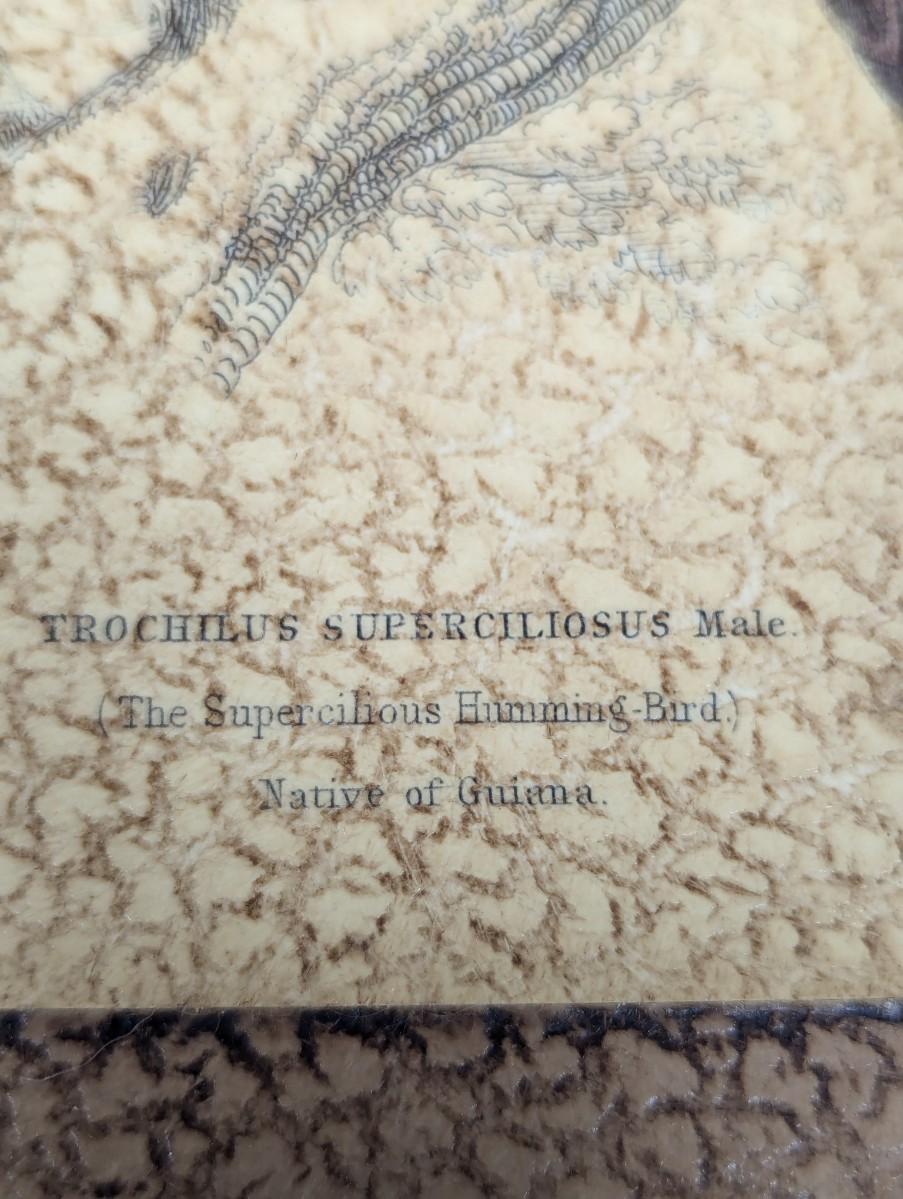 TROCHILUS SUPERCILIOSUS Male.
(The Supercilious Humming-Bird.)
Native of Guiana.